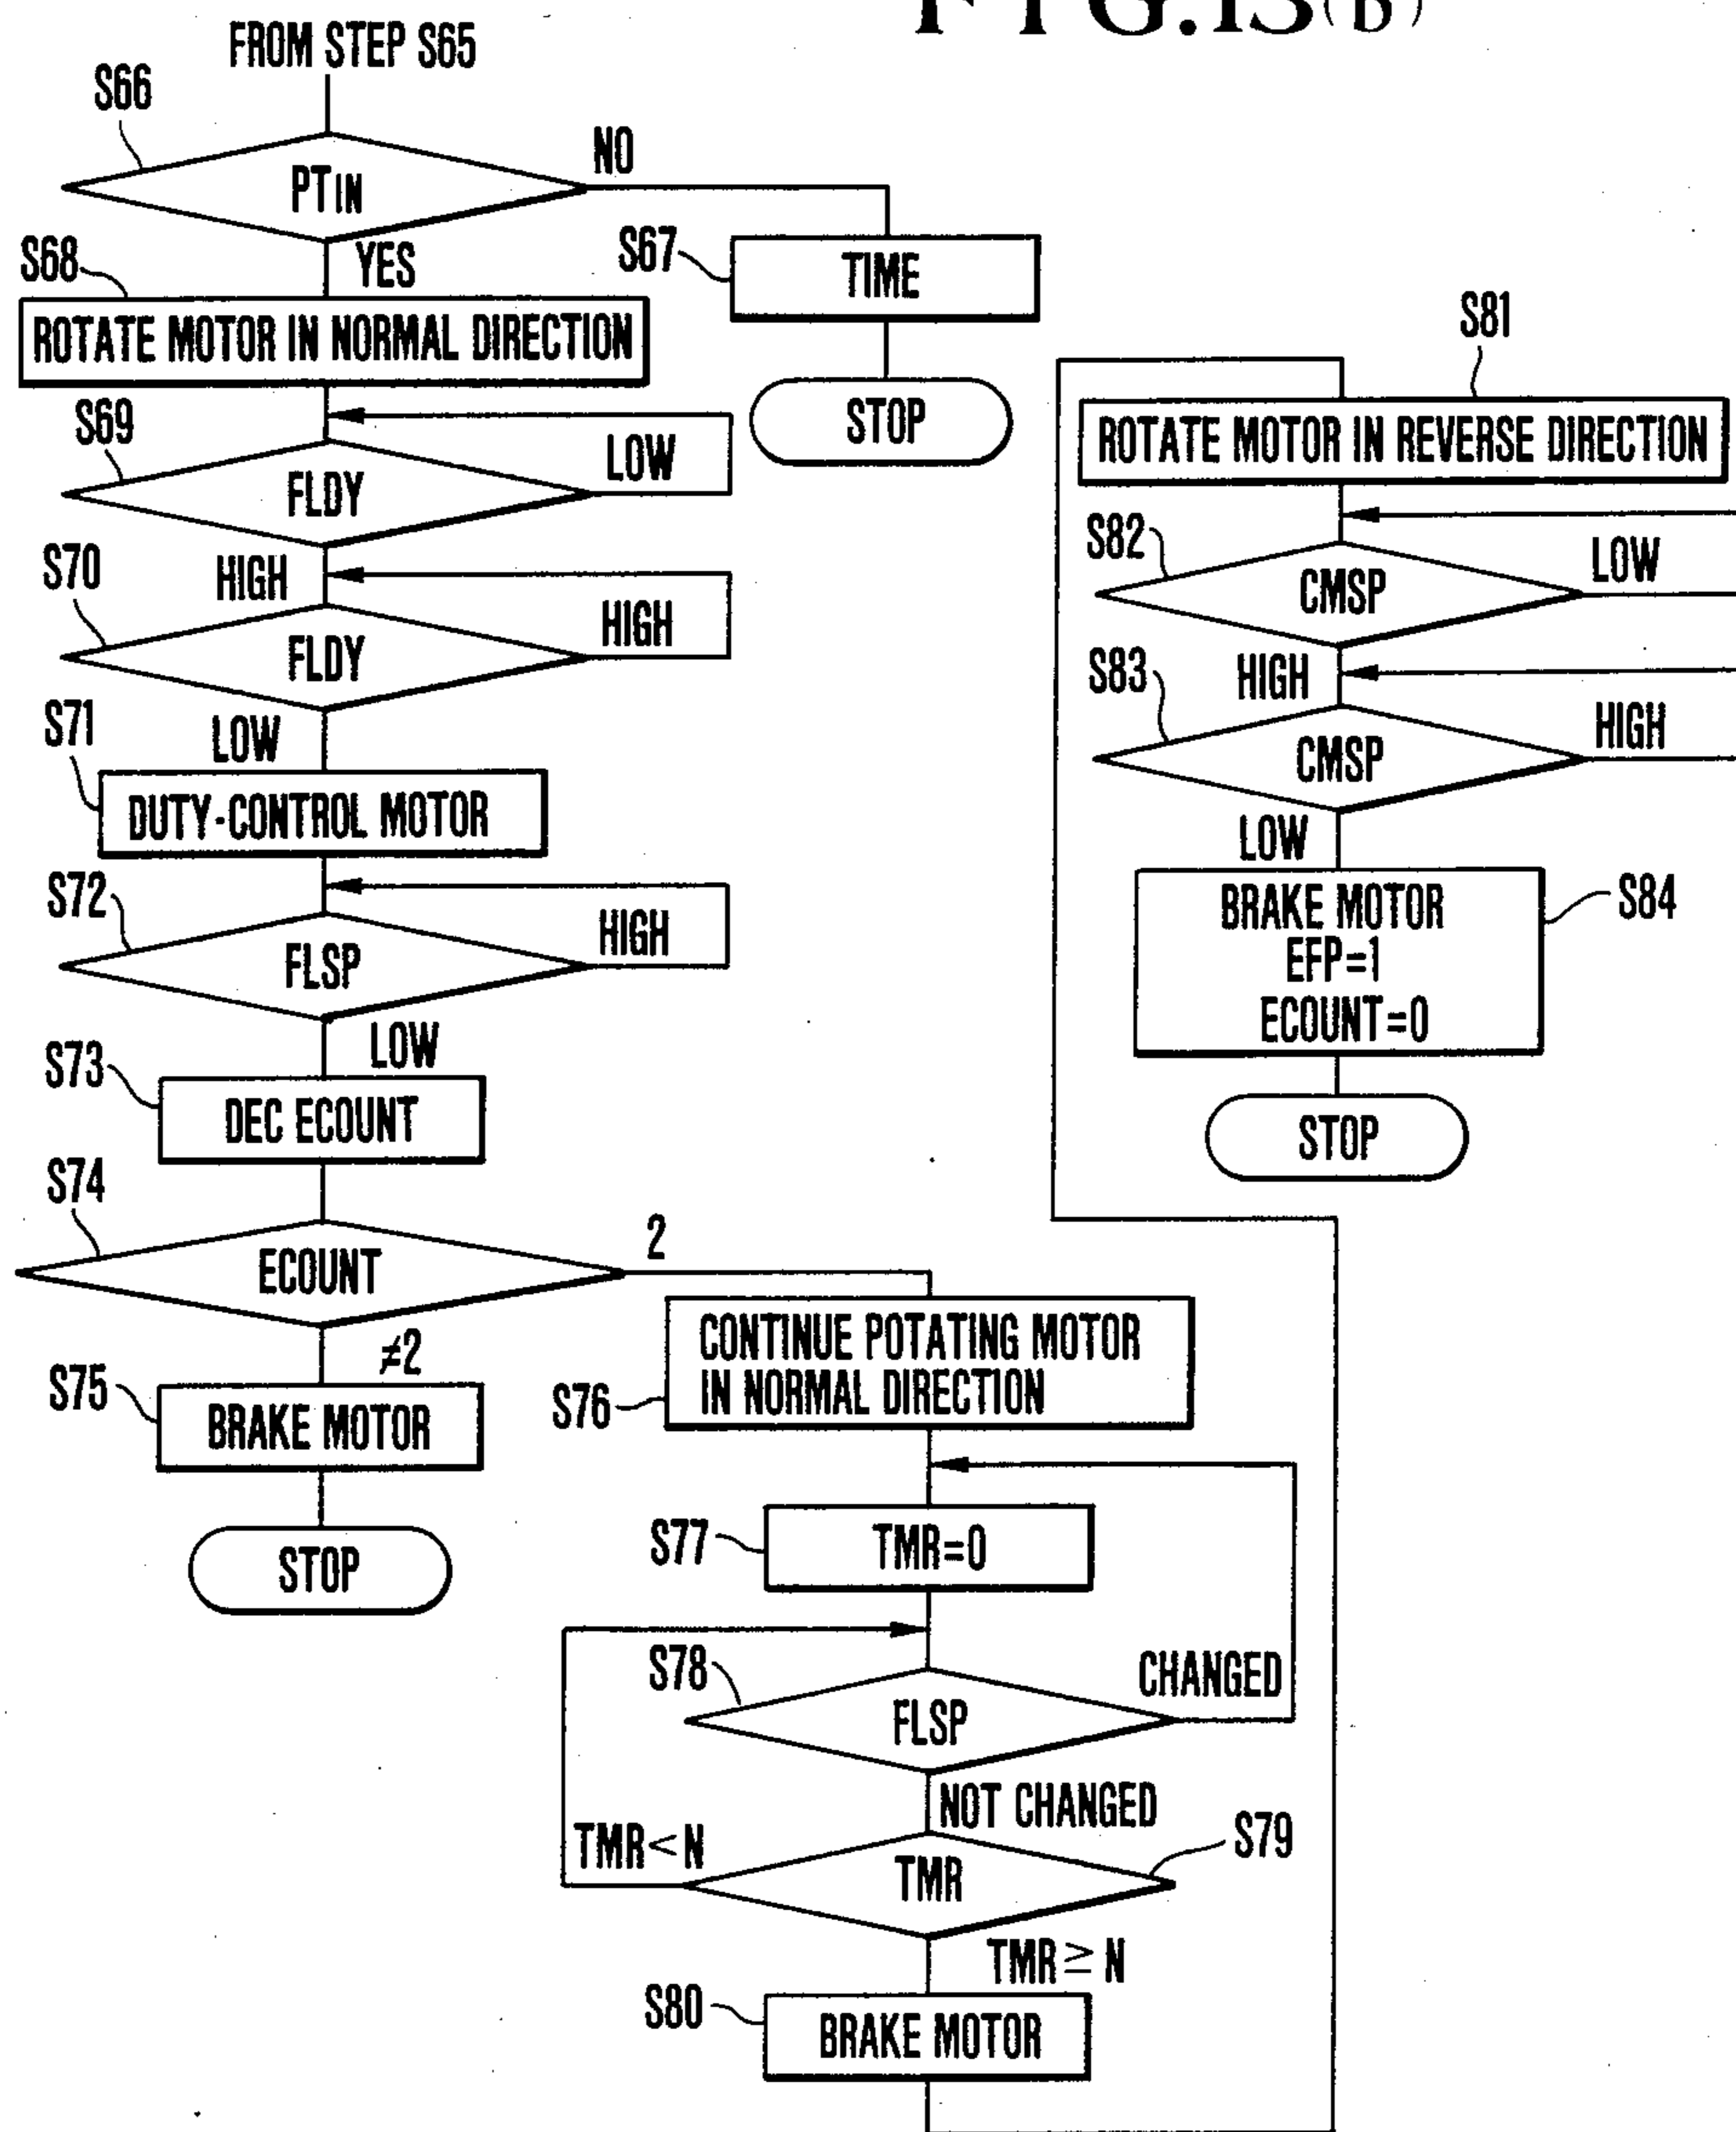 FIG.13(b)
FROM STEP S65
S66
PTIN
NO
YES
S67
TIME
STOP
S68
ROTATE MOTOR IN NORMAL DIRECTION
S69
FLDY
LOW
HIGH
S70
FLDY
HIGH
LOW
S71
DUTY-CONTROL MOTOR
S72
FLSP
HIGH
LOW
S73
DEC ECOUNT
S74
ECOUNT
2
≠2
S75
BRAKE MOTOR
STOP
S76
CONTINUE POTATING MOTOR
IN NORMAL DIRECTION
S77
TMR=0
S78
FLSP
CHANGED
NOT CHANGED
S79
TMR
TMR<N
TMR≧N
S80
BRAKE MOTOR
S81
ROTATE MOTOR IN REVERSE DIRECTION
S82
CMSP
LOW
HIGH
S83
CMSP
HIGH
LOW
S84
BRAKE MOTOR
EFP=1
ECOUNT=0
STOP